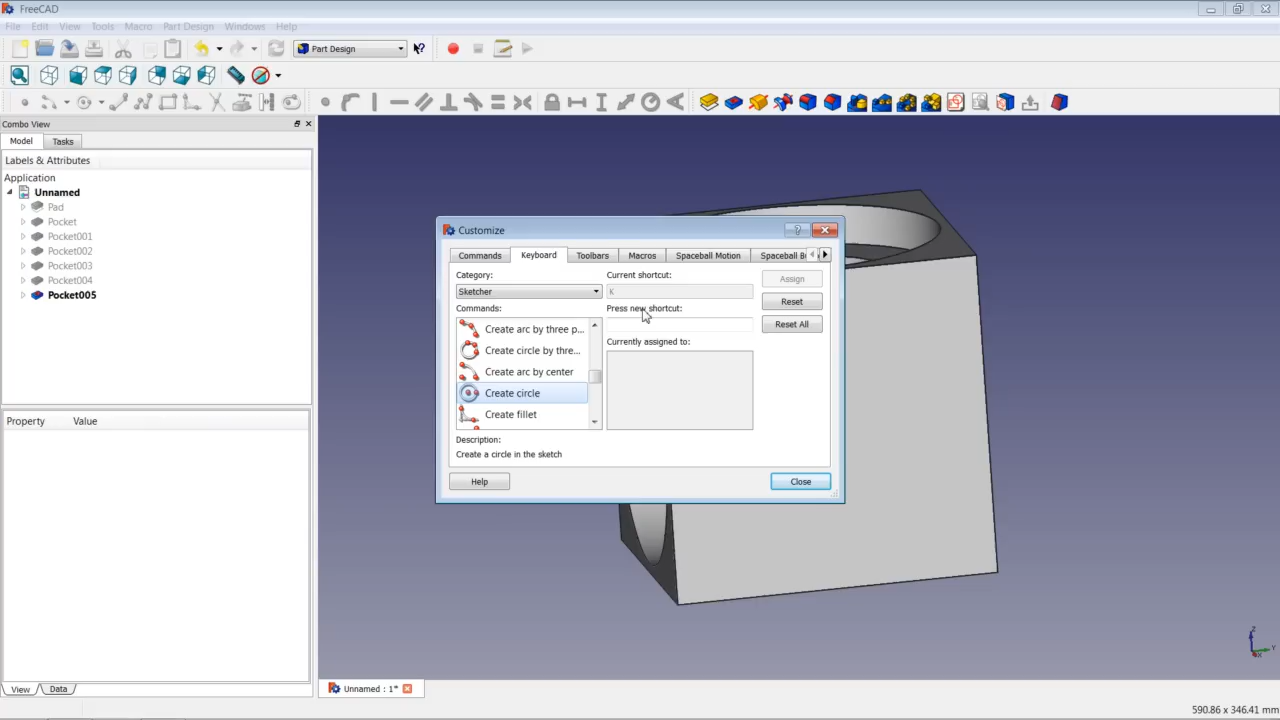 FreeCAD
File Edit View Tools Macro Part Design Windows Help
Part Design
Combo View
Model Tasks
Labels & Attributes
Application
Unnamed
Pad
Pocket
Pocket001
Pocket002
Pocket003
Pocket004
Pocket005
Property Value
View Data
Customize
Commands Keyboard Toolbars Macros Spaceball Motion Spaceball Bu
Category:
Sketcher
Commands:
Create arc by three p...
Create circle by thre...
Create arc by center
Create circle
Create fillet
Current shortcut:
K
Press new shortcut:
Currently assigned to:
Assign
Reset
Reset All
Description:
Create a circle in the sketch
Help Close
Z
Y
X
Unnamed : 1*
590.86 x 346.41 mm